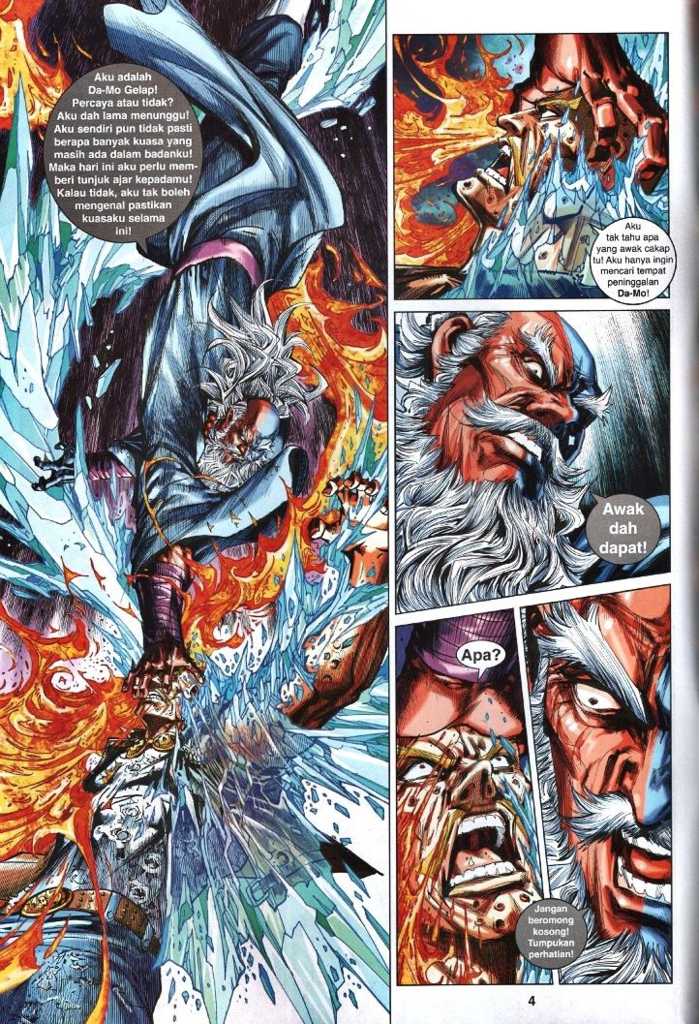 Aku adalah
Da-Mo Gelap!
Percaya atau tidak?
Aku dah lama menunggu!
Aku sendiri pun tidak pasti
berapa banyak kuasa yang
masih ada dalam badanku!
Maka hari ini aku perlu mem-
beri tunjuk ajar kepadamu!
Kalau tidak, aku tak boleh
mengenal pastikan
kuasaku selama
ini!
Aku
tak tahu apa
yang awak cakap
tu! Aku hanya ingin
mencari tempat
peninggalan
Da-Mo!
Awak
dah
dapat!
Apa?
Jangan
beromong
kosong!
Tumpukan
perhatian!
4